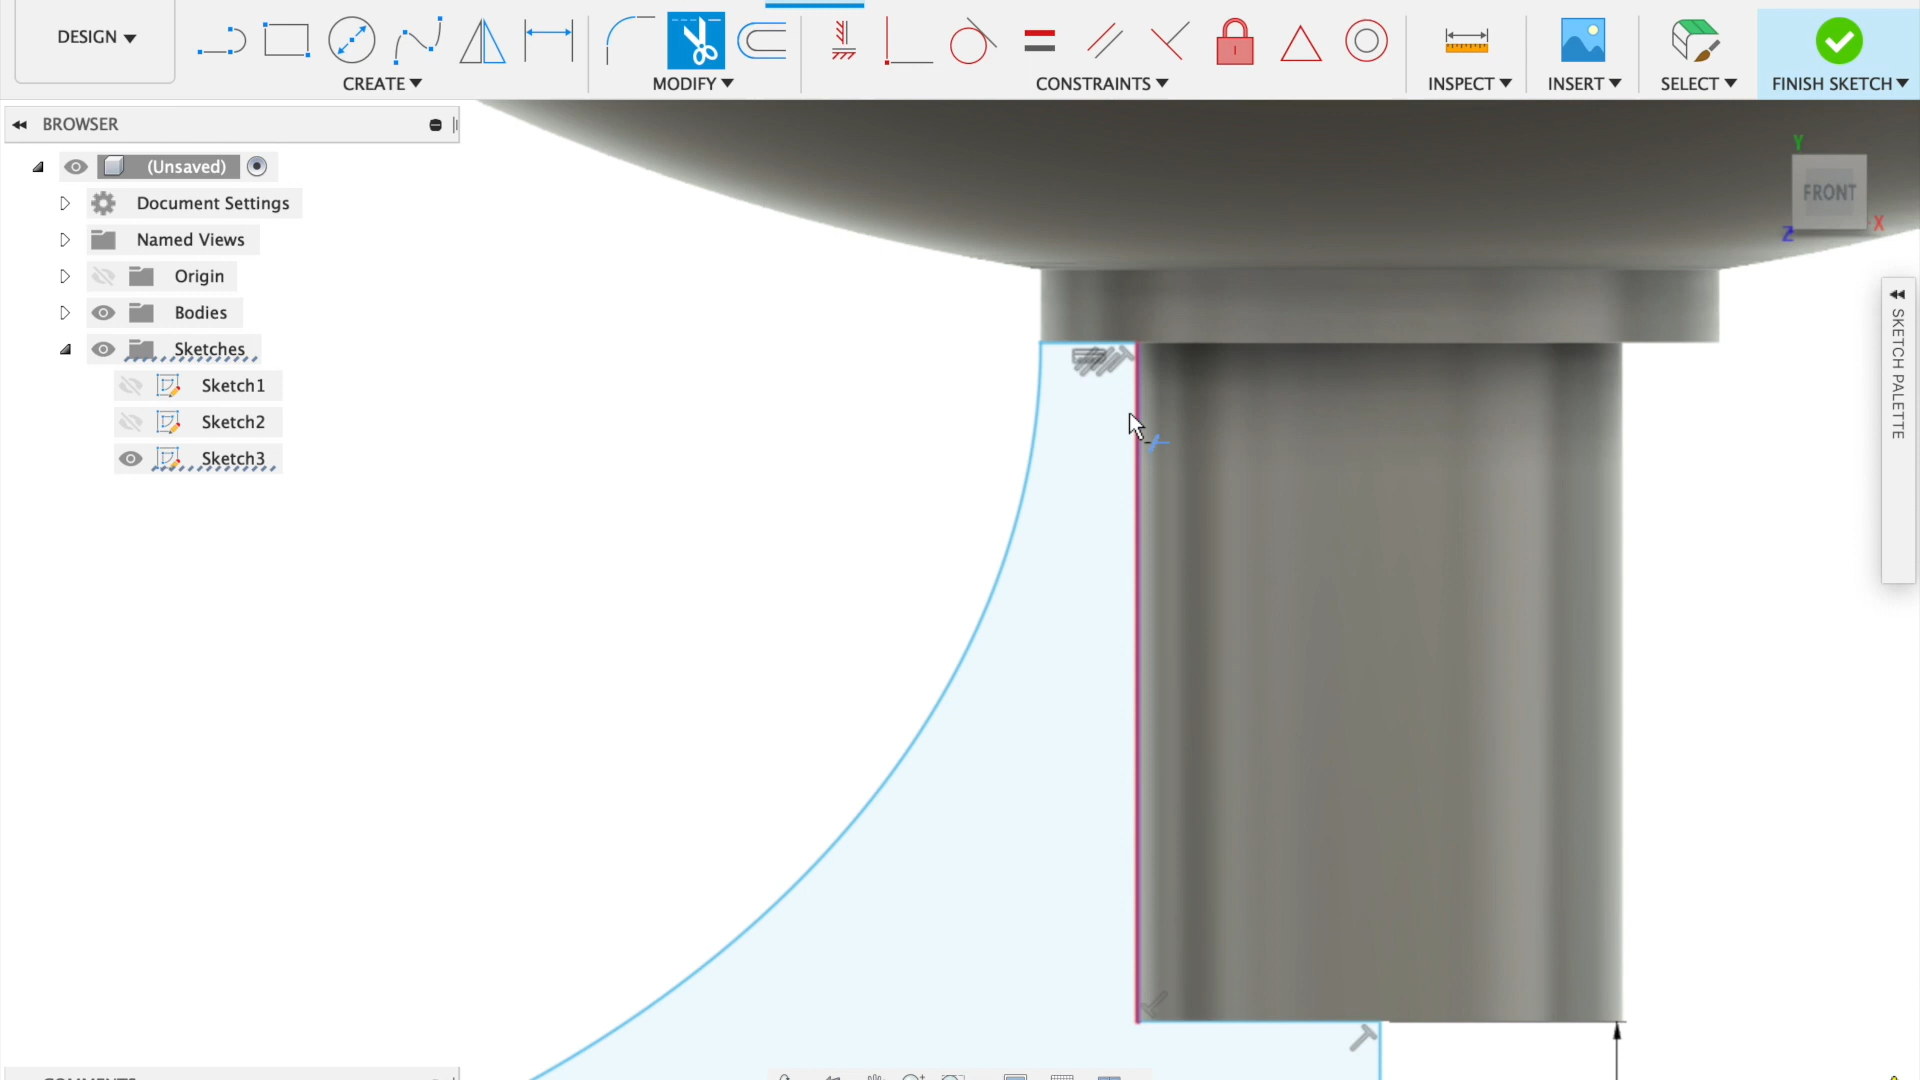 DESIGN
CREATE
MODIFY
CONSTRAINTS
INSPECT
INSERT
SELECT
FINISH SKETCH
BROWSER
(Unsaved)
Document Settings
Named Views
Origin
Bodies
Sketches
Sketch1
Sketch2
Sketch3
Y
FRONT
X
Z
SKETCH PALETTE
COMMENTS